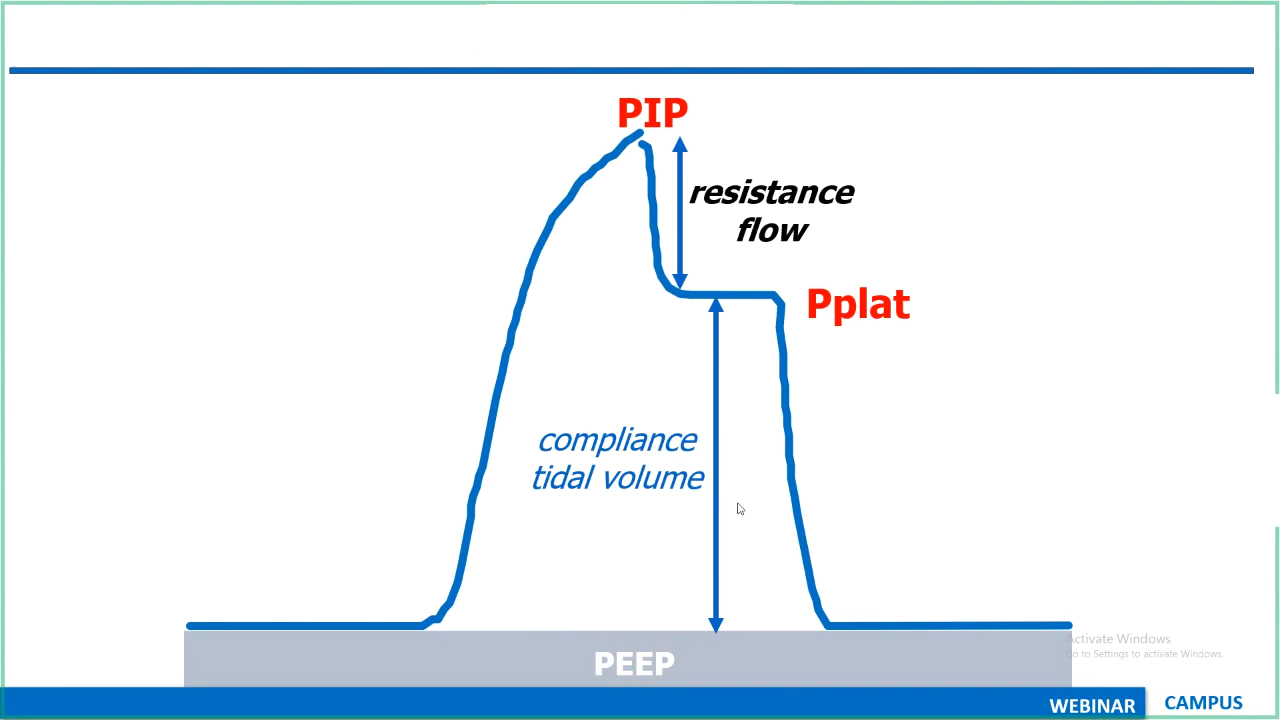 PIP
resistance
flow
Pplat
compliance
tidal volume
PEEP
Activate Windows
Go to Settings to activate Windows.
WEBINAR CAMPUS